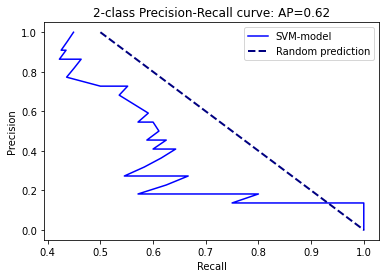 2-class Precision-Recall curve: AP=0.62
SVM-model
Random prediction
Precision
1.0
0.8
0.6
0.4
0.2
0.0
0.4 0.5 0.6 0.7 0.8 0.9 1.0
Recall